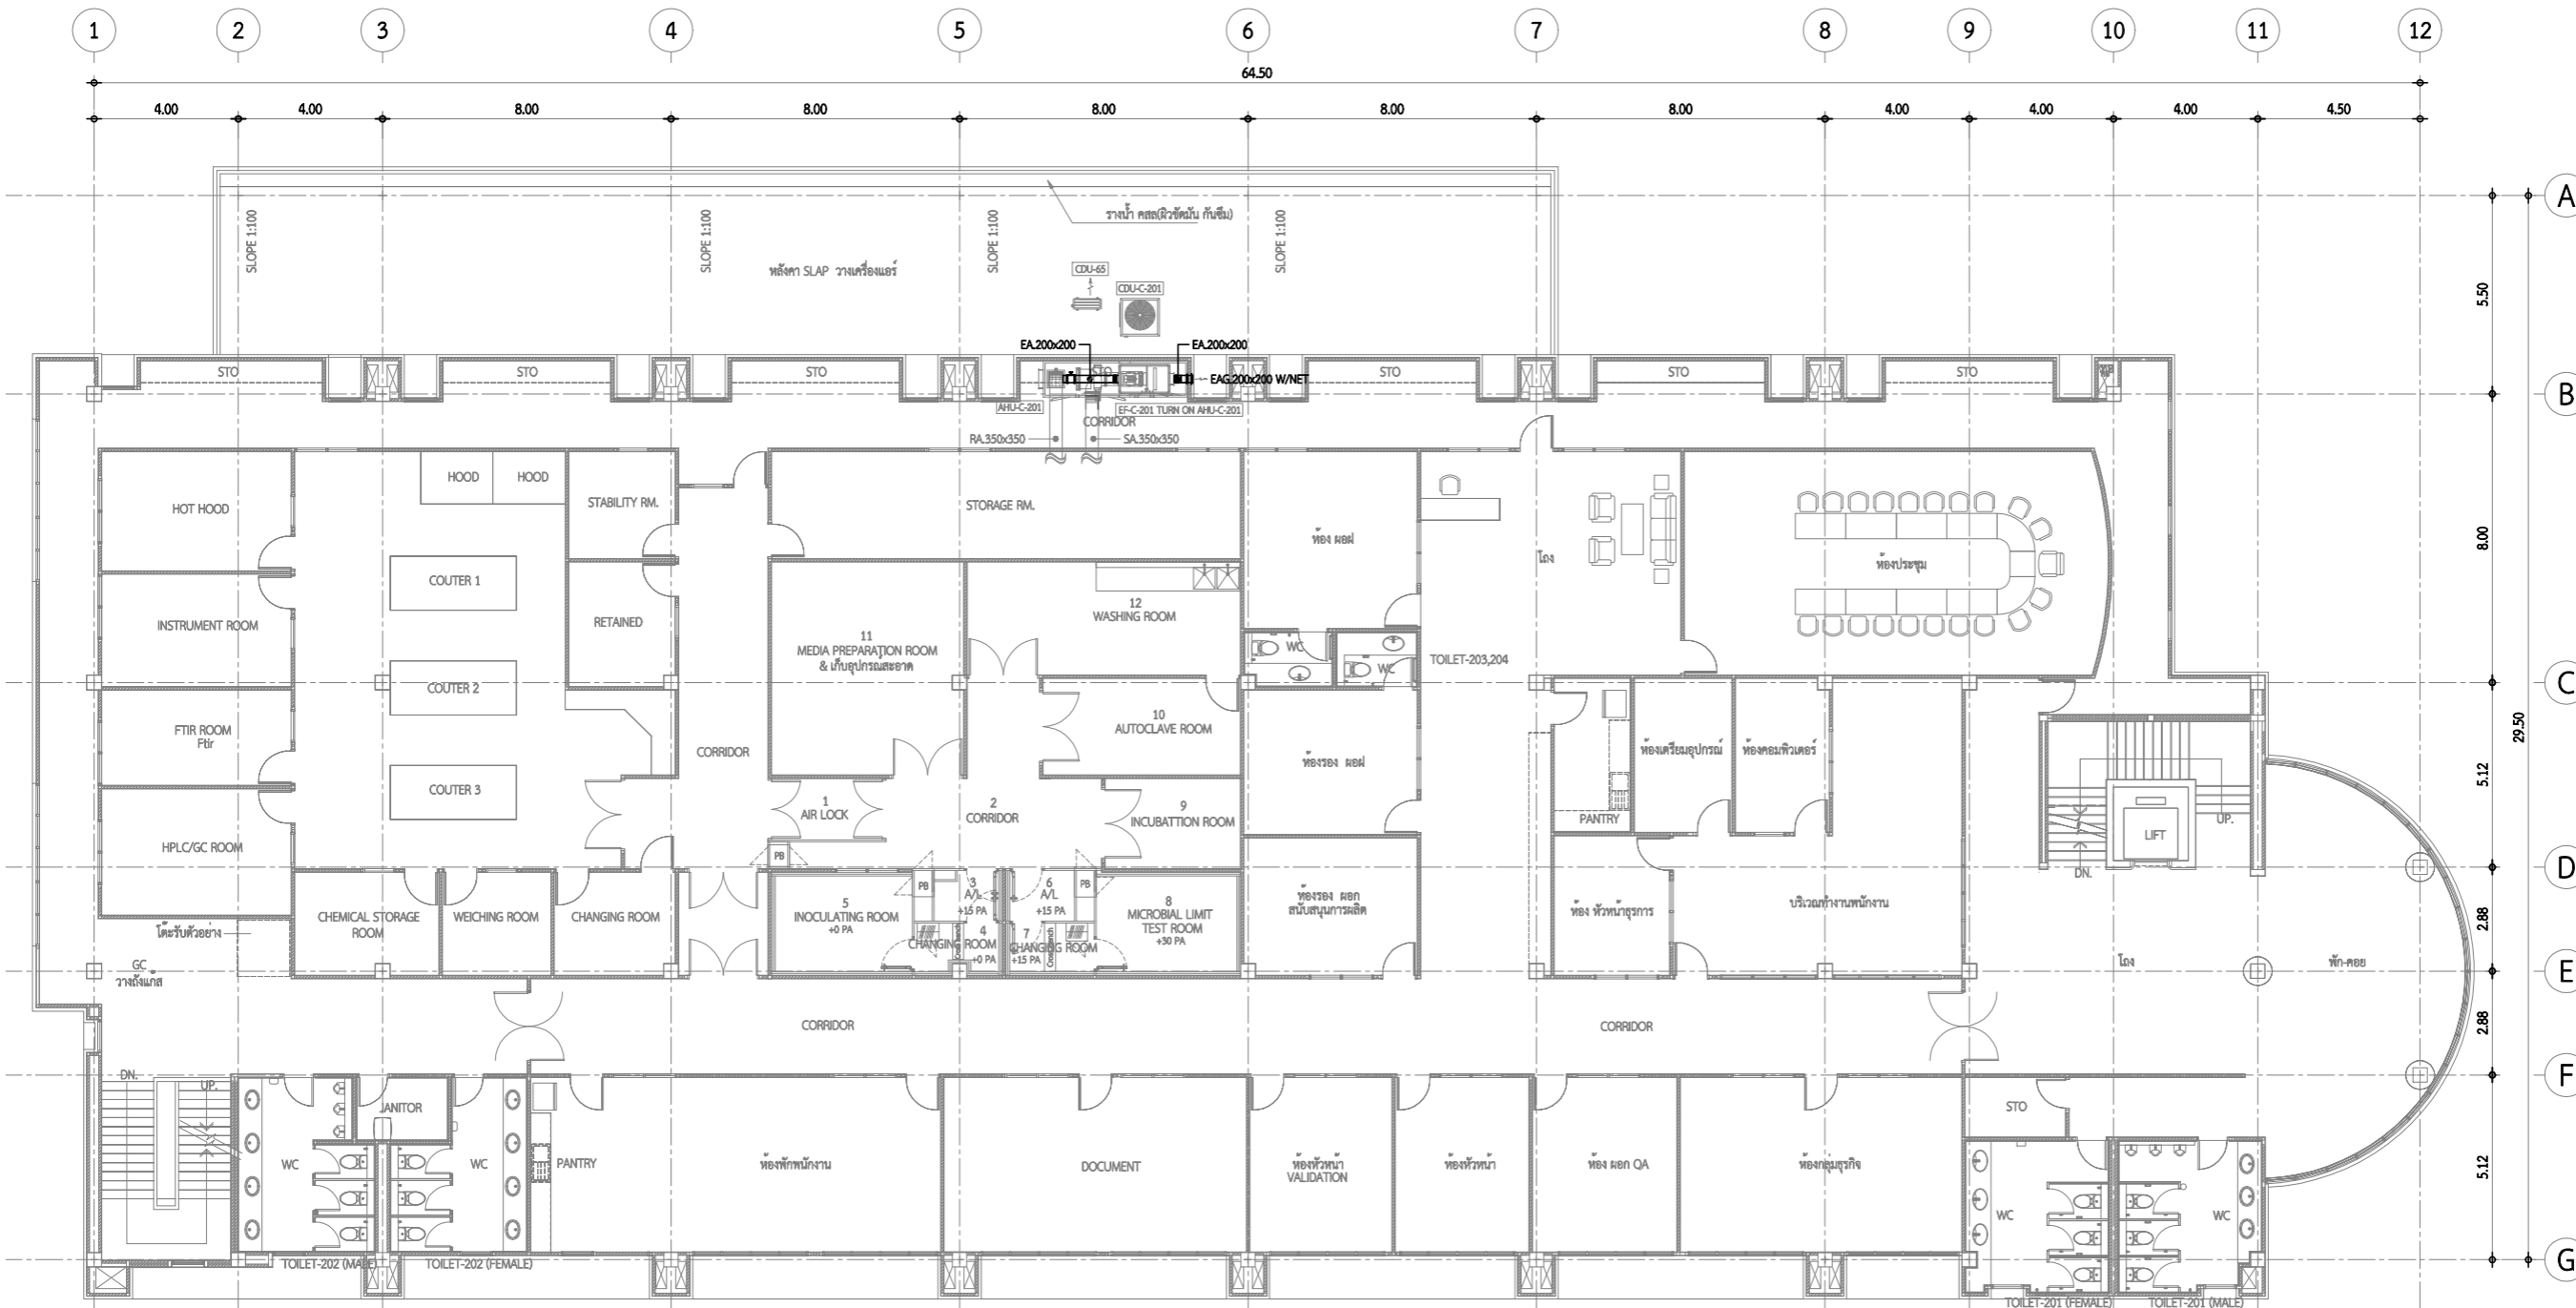 1 2 3 4 5 6 7 8 9 10 11 12
64.50
4.00 4.00 8.00 8.00 8.00 8.00 8.00 4.00 4.00 4.00 4.50
A
รางน้ำ คสล(ผิวขัดมัน กันซึม)
SLOPE 1:100 SLOPE 1:100 SLOPE 1:100 SLOPE 1:100
หลังคา SLAP วางเครื่องแอร์
CDU-65
CDU-C-201
5.50
EA.200x200 EA.200x200
STO STO STO STO STO STO
EAG.200x200 W/NET
B
AHU-C-201 EF-C-201 TURN ON AHU-C-201
CORRIDOR
RA.350x350 SA.350x350
HOOD HOOD
STABILITY RM.
STORAGE RM.
HOT HOOD
ห้อง ผอฝ
โถง
ห้องประชุม
8.00
COUTER 1
INSTRUMENT ROOM
RETAINED
12
WASHING ROOM
11
MEDIA PREPARATION ROOM
& เก็บอุปกรณสะอาด
WC
WC
TOILET-203,204
C
COUTER 2
FTIR ROOM
Ftir
10
AUTOCLAVE ROOM
CORRIDOR
ห้องเตรียมอุปกรณ์
ห้องคอมพิวเตอร์
29.50
ห้องรอง ผอฝ
5.12
COUTER 3
1
AIR LOCK
2
CORRIDOR
9
INCUBATTION ROOM
PANTRY
UP.
LIFT
HPLC/GC ROOM
PB
DN.
D
PB
3
A/L
+15 PA
6
A/L
+15 PA
PB
5
INOCULATING ROOM
+0 PA
8
MICROBIAL LIMIT
TEST ROOM
+30 PA
CHEMICAL STORAGE
ROOM
WEICHING ROOM
CHANGING ROOM
ห้องรอง ผอก
สนับสนุนการผลิต
ห้อง หัวหน้าธุรการ
บริเวณทำงานพนักงาน
2.88
โต๊ะรับตัวอย่าง
4
CHANGING ROOM
+0 PA
Crossbench
7
CHANGING ROOM
+15 PA
Crossbench
GC
วางถังแก๊ส
โถง
พัก-คอย
E
CORRIDOR
CORRIDOR
2.88
F
DN.
UP.
JANITOR
STO
WC
WC
PANTRY
ห้องพักพนักงาน
DOCUMENT
ห้องหัวหน้า
VALIDATION
ห้องหัวหน้า
ห้อง ผอก QA
ห้องกลุ่มธุรกิจ
5.12
WC
WC
TOILET-202 (MALE)
TOILET-202 (FEMALE)
G
TOILET-201 (FEMALE)
TOILET-201 (MALE)